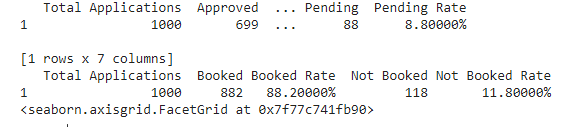 Total Applications Approved ... Pending Pending Rate
1 1000 699 ... 88 8.80000%
[1 rows x 7 columns]
Total Applications Booked Booked Rate Not Booked Not Booked Rate
1 1000 882 88.20000% 118 11.80000%
<seaborn.axisgrid.FacetGrid at 0x7f77c741fb90>